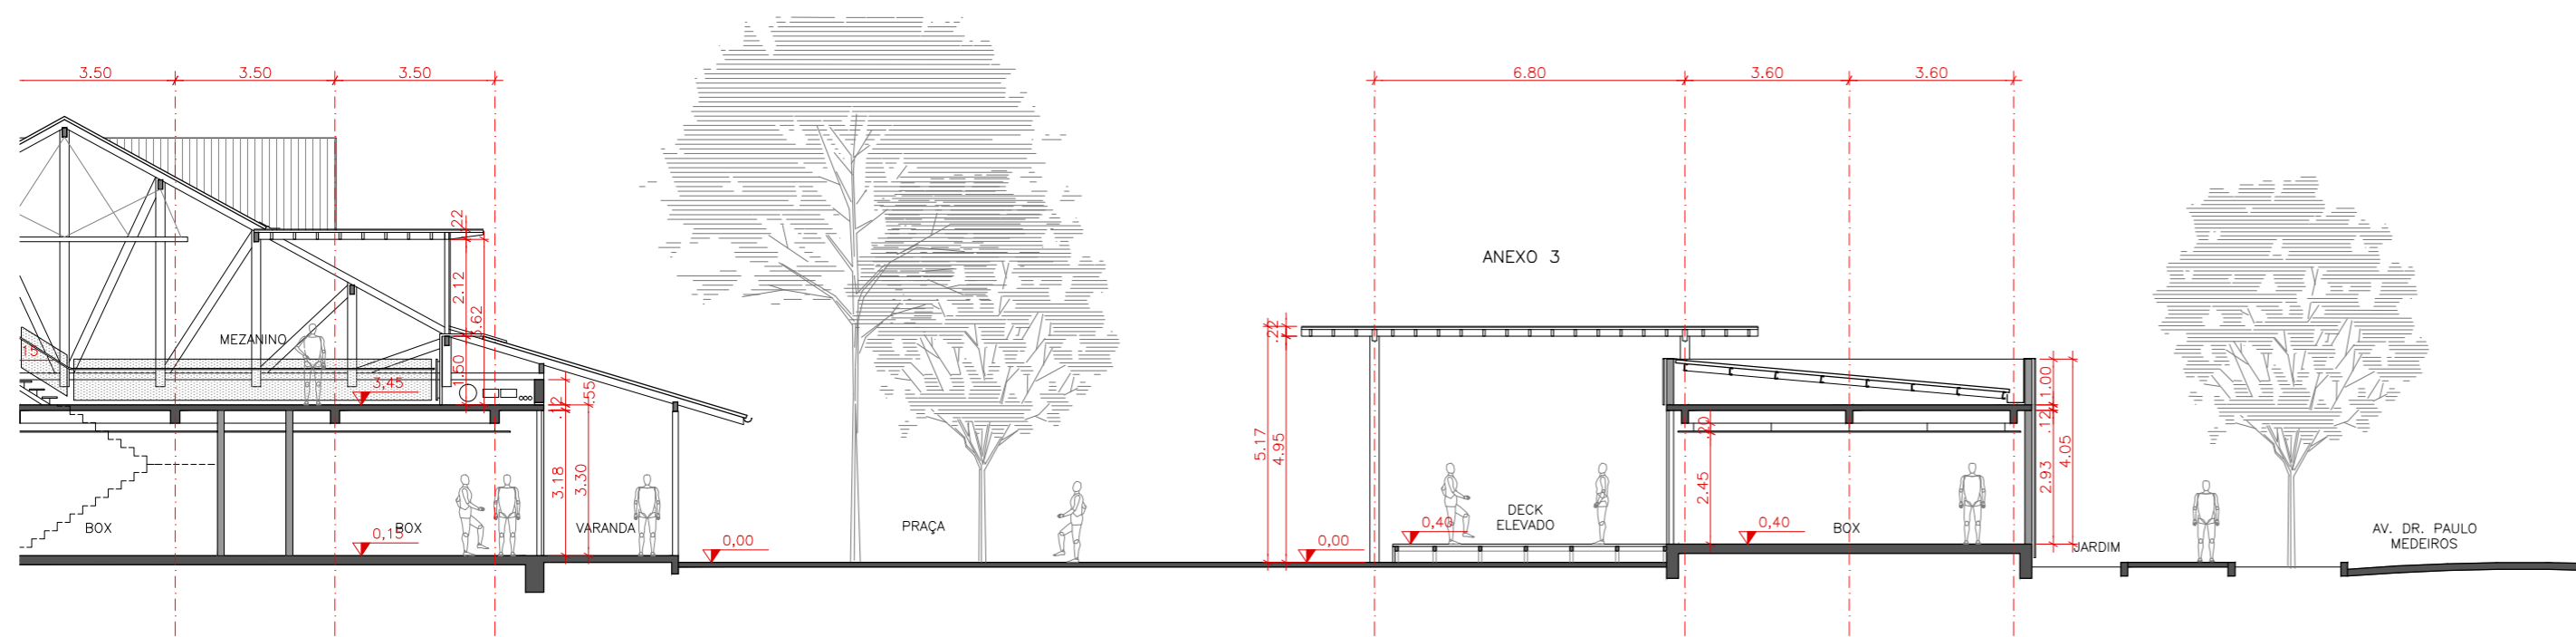 3.50
3.50
3.50
6.80
3.60
3.60
.22
2.12
1.50
MEZANINO
3,45
.12
.55
3.18
3.30
BOX
BOX
0,15
VARANDA
0,00
PRAÇA
ANEXO 3
.22
5.17
4.95
0,00
0,40
DECK
ELEVADO
.20
2.45
0,40
BOX
1.00
.12
2.93
4.05
JARDIM
AV. DR. PAULO
MEDEIROS